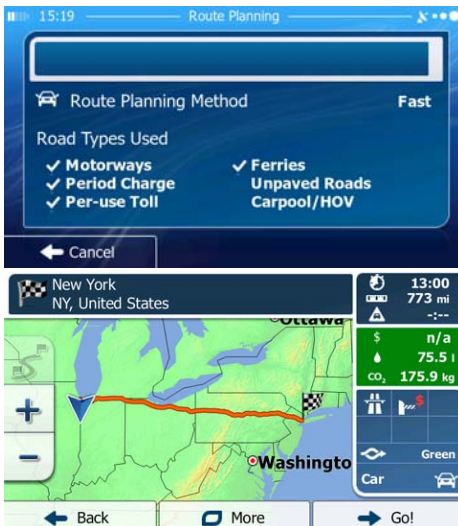 15:19
Route Planning
Route Planning Method Fast
Road Types Used
✓ Motorways ✓ Ferries
✓ Period Charge Unpaved Roads
✓ Per-use Toll Carpool/HOV
Cancel
New York
NY, United States
13:00
773 mi
-:--
$ n/a
75.5 l
CO₂ 175.9 kg
Ottawa
$
+
Washingto
−
Green
Car
Back More Go!